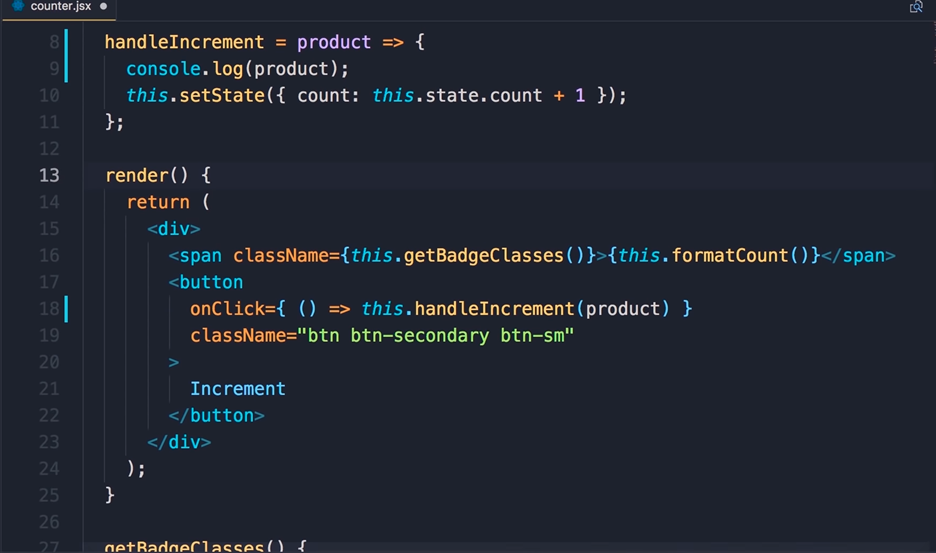 counter.jsx
8 handleIncrement = product => {
9 console.log(product);
10 this.setState({ count: this.state.count + 1 });
11 };
12
13 render() {
14 return (
15 <div>
16 <span className={this.getBadgeClasses()}>{this.formatCount()}</span>
17 <button
18 onClick={ () => this.handleIncrement(product) }
19 className="btn btn-secondary btn-sm"
20 >
21 Increment
22 </button>
23 </div>
24 );
25 }
26
27 getBadgeClasses() {